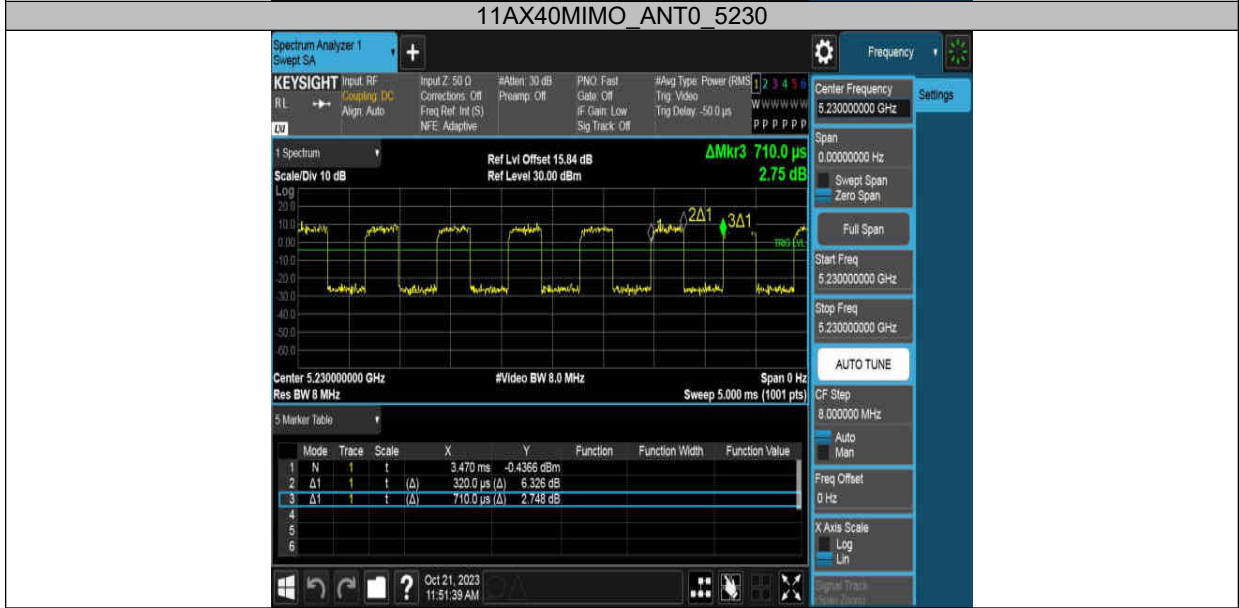 11AX40MIMO_ANT0_5230
Spectrum Analyzer 1
Swept SA
+
Frequency
KEYSIGHT Input: RF Input Z: 50 Ω #Atten: 30 dB PNO: Fast #Avg Type: Power (RMS 1 2 3 4 5 6
RL Coupling: DC Corrections: Off Preamp: Off Gate: Off Trig: Video W W W W W W
Align: Auto Freq Ref: Int (S) IF Gain: Low Trig Delay: -50.0 µs
NFE: Adaptive Sig Track: Off P P P P P P
1 Spectrum
Ref Lvl Offset 15.84 dB
ΔMkr3 710.0 µs
Scale/Div 10 dB
Ref Level 30.00 dBm
2.75 dB
Log
20.0
10.0
0.00
-10.0
-20.0
-30.0
-40.0
-50.0
-60.0
2Δ1
3Δ1
TRIG LVL
Center 5.230000000 GHz
#Video BW 8.0 MHz
Span 0 Hz
Res BW 8 MHz
Sweep 5.000 ms (1001 pts)
5 Marker Table
Mode Trace Scale X Y Function Function Width Function Value
1 N 1 t 3.470 ms -0.4366 dBm
2 Δ1 1 t (Δ) 320.0 µs (Δ) 6.326 dB
3 Δ1 1 t (Δ) 710.0 µs (Δ) 2.748 dB
4
5
6
?
Oct 21, 2023
11:51:39 AM
Settings
Center Frequency
5.230000000 GHz
Span
0.00000000 Hz
Swept Span
Zero Span
Full Span
Start Freq
5.230000000 GHz
Stop Freq
5.230000000 GHz
AUTO TUNE
CF Step
8.000000 MHz
Auto
Man
Freq Offset
0 Hz
X Axis Scale
Log
Lin
Signal Track